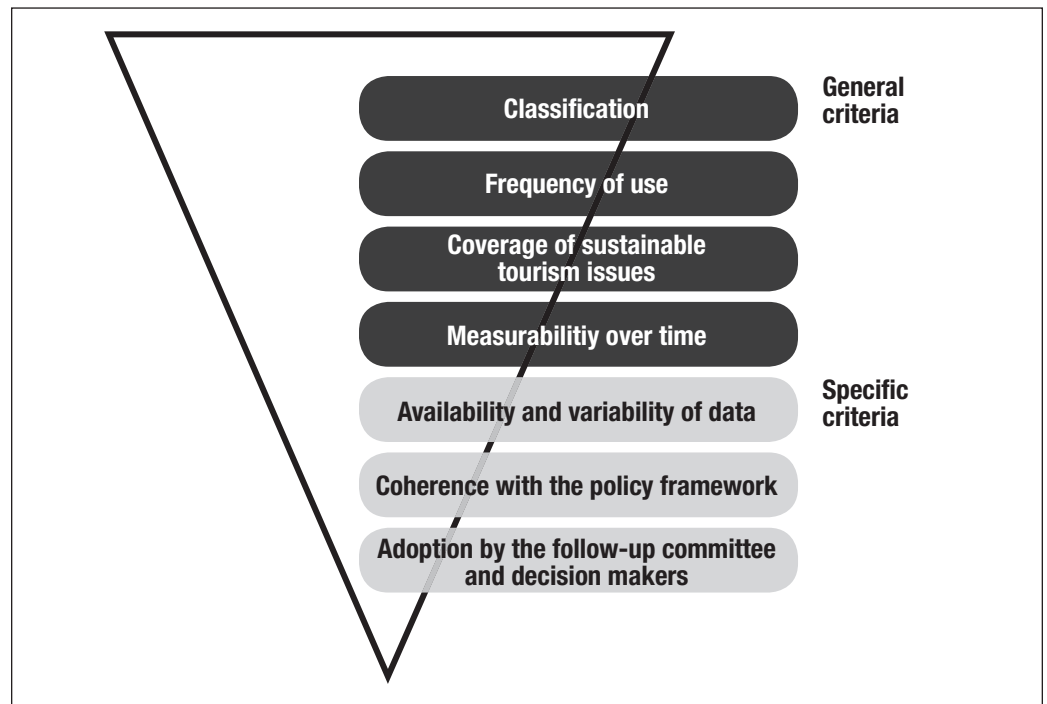 Classification
General
criteria
Frequency of use
Coverage of sustainable
tourism issues
Measurabilitiy over time
Availability and variability of data
Specific
criteria
Coherence with the policy framework
Adoption by the follow-up committee
and decision makers